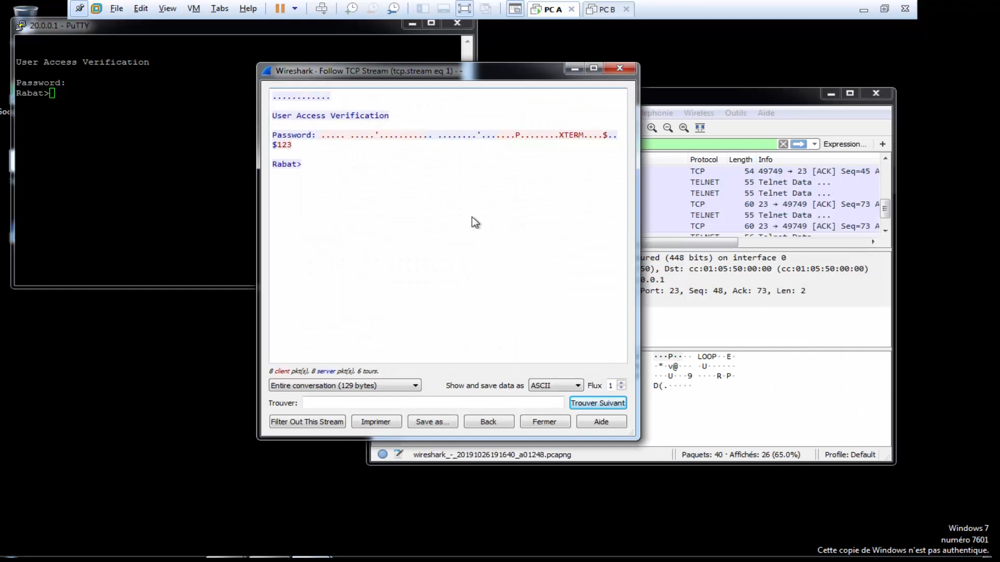 File Edit View VM Tabs Help PC A PC B
20.0.0.1 - PuTTY
User Access Verification
Password:
Rabat>
Wireshark · Follow TCP Stream (tcp.stream eq 1) · -
............
User Access Verification
Password: ..... .....'.......... .. ........'.......P........XTERM....$..
$123
Rabat>
8 client pkt(s), 8 server pkt(s), 6 tours.
Entire conversation (129 bytes) Show and save data as ASCII Flux 1
Trouver: Trouver Suivant
Filter Out This Stream Imprimer Save as... Back Fermer Aide
Wireless Outils Aide
Expression... +
Protocol Length Info
TCP 54 49749 → 23 [ACK] Seq=45 A
TELNET 55 Telnet Data ...
TELNET 55 Telnet Data ...
TCP 60 23 → 49749 [ACK] Seq=73 A
TELNET 55 Telnet Data ...
TCP 60 23 → 49749 [ACK] Seq=73 A
ured (448 bits) on interface 0
50), Dst: cc:01:05:50:00:00 (cc:01:05:50:00:00)
0.0.1
Port: 23, Seq: 48, Ack: 73, Len: 2
···P···· LOOP··E·
·*·v@·· ·U······
···U···9 ····R·P·
D(.·····
wireshark_-_20191026191640_a01248.pcapng Paquets: 40 · Affichés: 26 (65.0%) Profile: Default
Windows 7
numéro 7601
Cette copie de Windows n'est pas authentique.